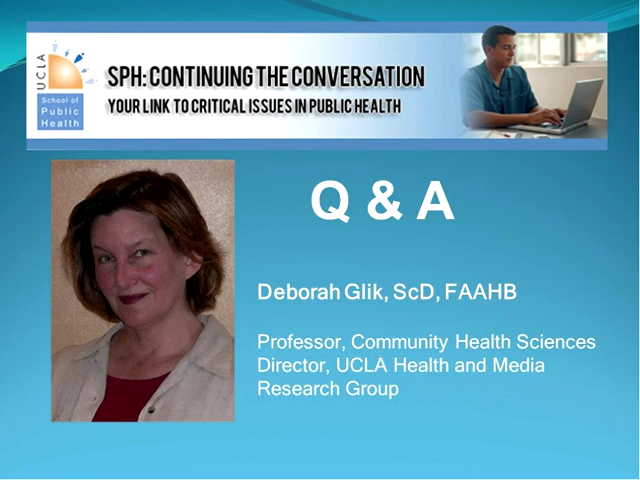 UCLA
School of
Public
Health
SPH: CONTINUING THE CONVERSATION
YOUR LINK TO CRITICAL ISSUES IN PUBLIC HEALTH
Q & A
Deborah Glik, ScD, FAAHB
Professor, Community Health Sciences
Director, UCLA Health and Media
Research Group